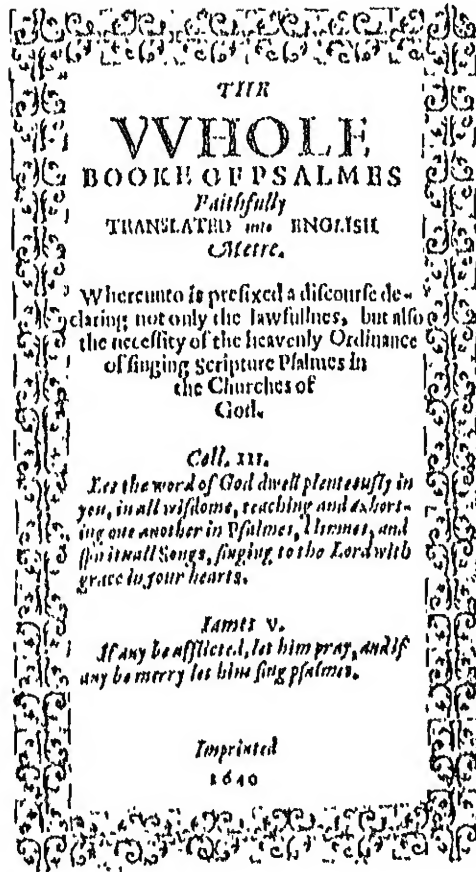 THE
VVHOLE
BOOKE OF PSALMES
Faithfully
TRANSLATED into ENGLISH
Metre.
Whereunto is prefixed a discourse de-
claring not only the lawfullnes, but also
the necessity of the heavenly Ordinance
of singing Scripture Psalmes in
the Churches of
God.
Coll. III.
Let the word of God dwell plenteously in
you, in all wisdome, teaching and exhort-
ing one another in Psalmes, Himnes, and
spirituall Songs, singing to the Lord with
grace in your hearts.
Iames V.
If any be afflicted, let him pray, and if
any be merry let him sing psalmes.
Imprinted
1640